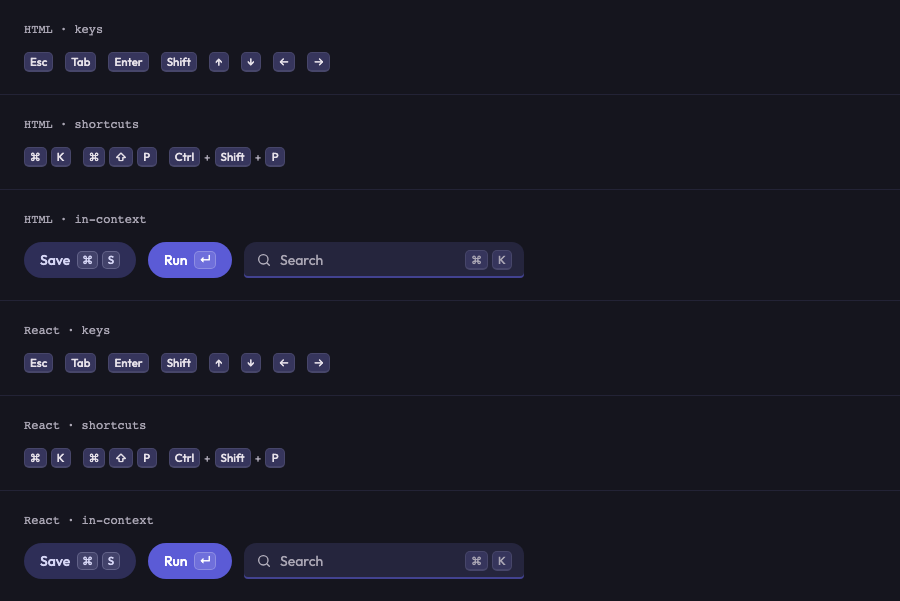 HTML · keys
Esc Tab Enter Shift ↑ ↓ ← →
HTML · shortcuts
⌘ K ⌘ ⇧ P Ctrl + Shift + P
HTML · in-context
Save ⌘ S Run ↵ Search ⌘ K
React · keys
Esc Tab Enter Shift ↑ ↓ ← →
React · shortcuts
⌘ K ⌘ ⇧ P Ctrl + Shift + P
React · in-context
Save ⌘ S Run ↵ Search ⌘ K